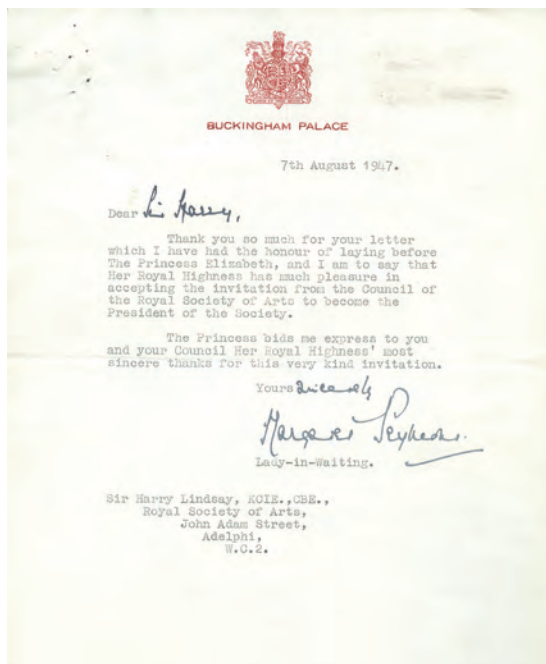 BUCKINGHAM PALACE
7th August 1947.
Dear Sir Harry,
Thank you so much for your letter
which I have had the honour of laying before
The Princess Elizabeth, and I am to say that
Her Royal Highness has much pleasure in
accepting the invitation from the Council of
the Royal Society of Arts to become the
President of the Society.
The Princess bids me express to you
and your Council Her Royal Highness' most
sincere thanks for this very kind invitation.
Yours sincerely
Margaret
Lady-in-Waiting.
Sir Harry Lindsay, KCIE.,CBE.,
Royal Society of Arts,
John Adam Street,
Adelphi,
W.C.2.